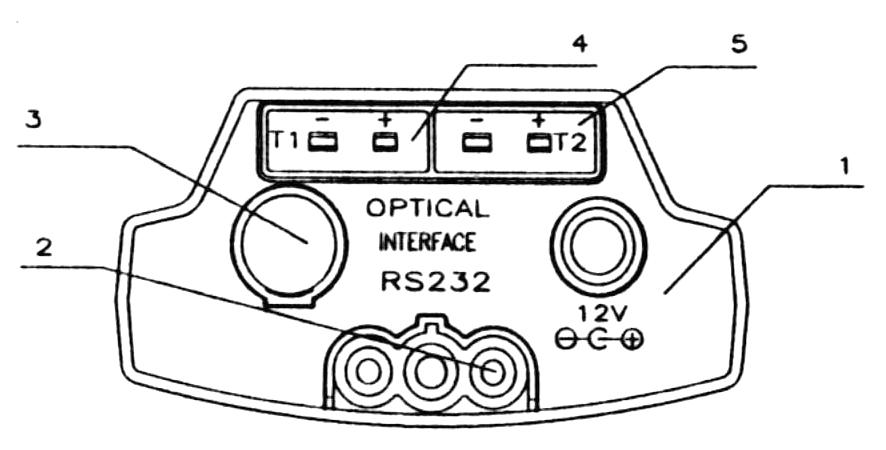 4
5
3
- + - +
T1 T2
1
OPTICAL
INTERFACE
2
RS232
12V
- C +